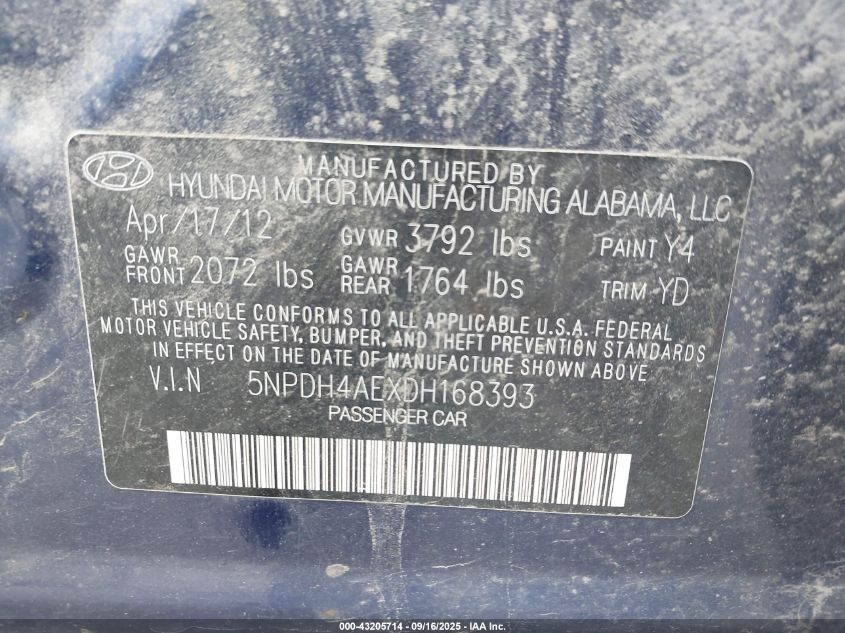 MANUFACTURED BY
HYUNDAI MOTOR MANUFACTURING ALABAMA, LLC
Apr/17/12 GVWR 3792 lbs PAINT Y4
GAWR FRONT 2072 lbs GAWR REAR 1764 lbs TRIM YD
THIS VEHICLE CONFORMS TO ALL APPLICABLE U.S.A. FEDERAL
MOTOR VEHICLE SAFETY, BUMPER, AND THEFT PREVENTION STANDARDS
IN EFFECT ON THE DATE OF MANUFACTURE SHOWN ABOVE
V.I.N 5NPDH4AEXDH168393
PASSENGER CAR
000-43205714 - 09/16/2025 - IAA Inc.